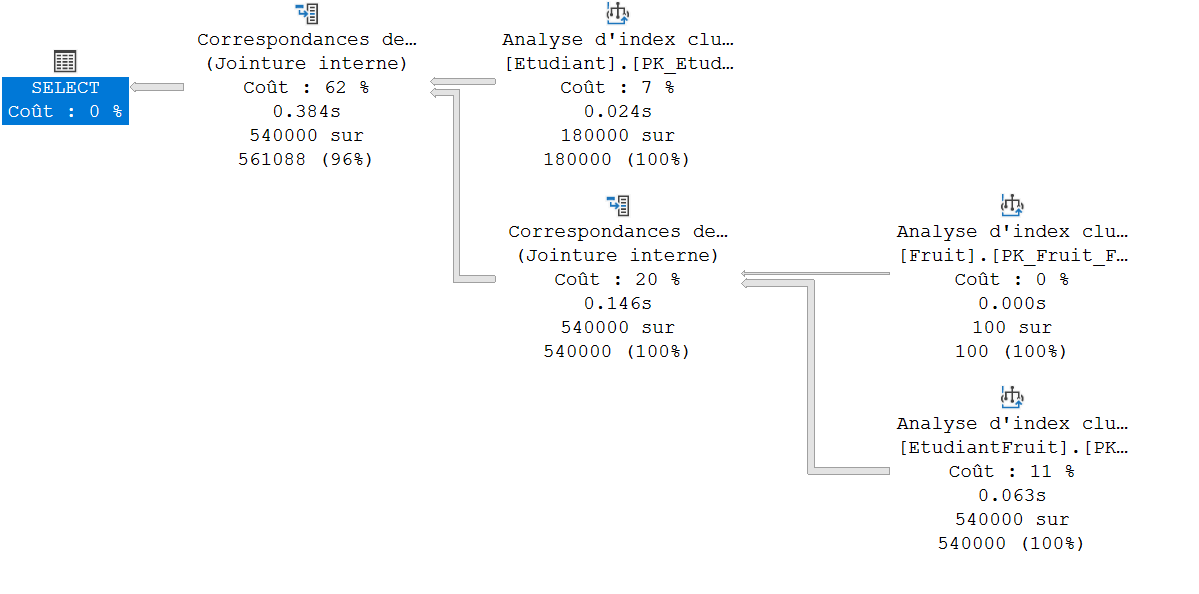 SELECT
Coût : 0 %
Correspondances de…
(Jointure interne)
Coût : 62 %
0.384s
540000 sur
561088 (96%)
Analyse d'index clu…
[Etudiant].[PK_Etud…
Coût : 7 %
0.024s
180000 sur
180000 (100%)
Correspondances de…
(Jointure interne)
Coût : 20 %
0.146s
540000 sur
540000 (100%)
Analyse d'index clu…
[Fruit].[PK_Fruit_F…
Coût : 0 %
0.000s
100 sur
100 (100%)
Analyse d'index clu…
[EtudiantFruit].[PK…
Coût : 11 %
0.063s
540000 sur
540000 (100%)